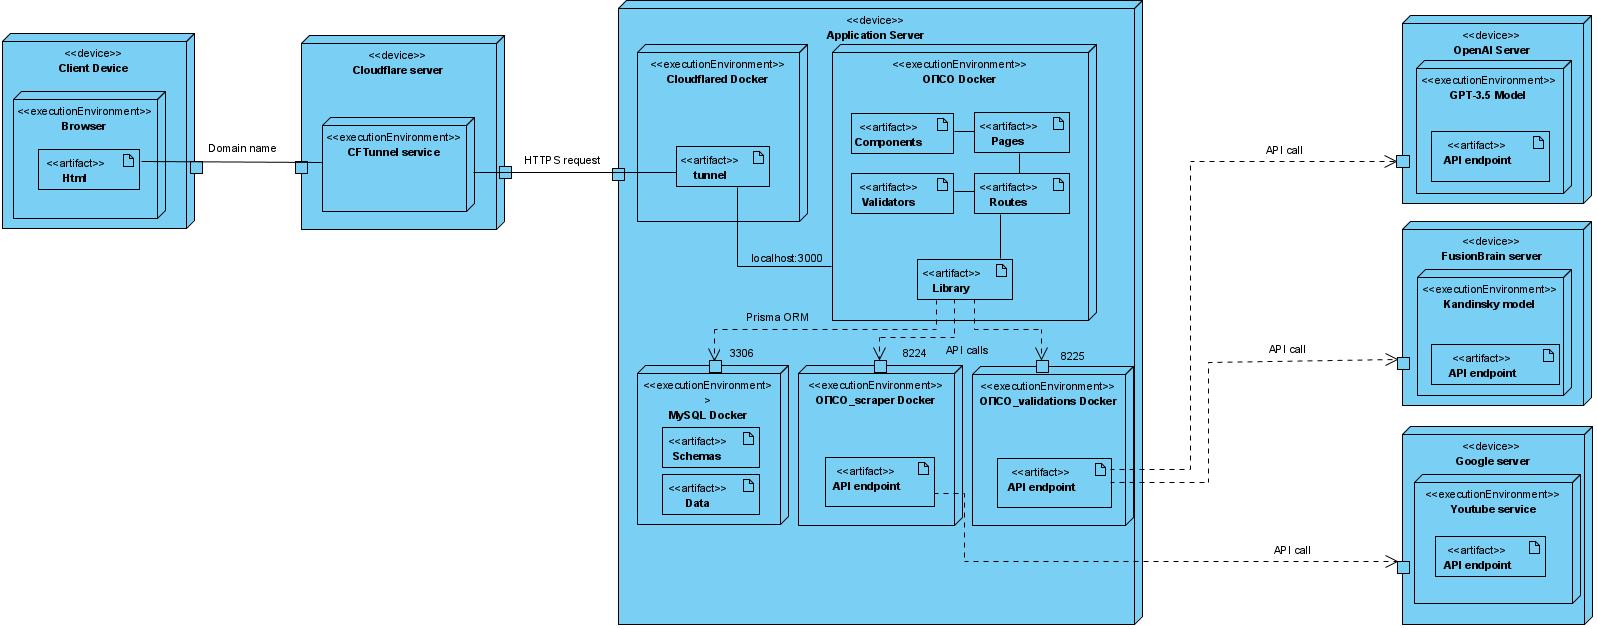 <<device>>
Client Device
<<executionEnvironment>>
Browser
<<artifact>>
Html
Domain name
<<device>>
Cloudflare server
<<executionEnvironment>>
CFTunnel service
HTTPS request
<<device>>
Application Server
<<executionEnvironment>>
Cloudflared Docker
<<artifact>>
tunnel
localhost:3000
<<executionEnvironment>>
ОПСО Docker
<<artifact>>
Components
<<artifact>>
Pages
<<artifact>>
Validators
<<artifact>>
Routes
<<artifact>>
Library
Prisma ORM
API calls
3306
8224
8225
<<executionEnvironment>
>
MySQL Docker
<<artifact>>
Schemas
<<artifact>>
Data
<<executionEnvironment>>
ОПСО_scraper Docker
<<artifact>>
API endpoint
<<executionEnvironment>>
ОПСО_validations Docker
<<artifact>>
API endpoint
API call
API call
API call
<<device>>
OpenAI Server
<<executionEnvironment>>
GPT-3.5 Model
<<artifact>>
API endpoint
<<device>>
FusionBrain server
<<executionEnvironment>>
Kandinsky model
<<artifact>>
API endpoint
<<device>>
Google server
<<executionEnvironment>>
Youtube service
<<artifact>>
API endpoint